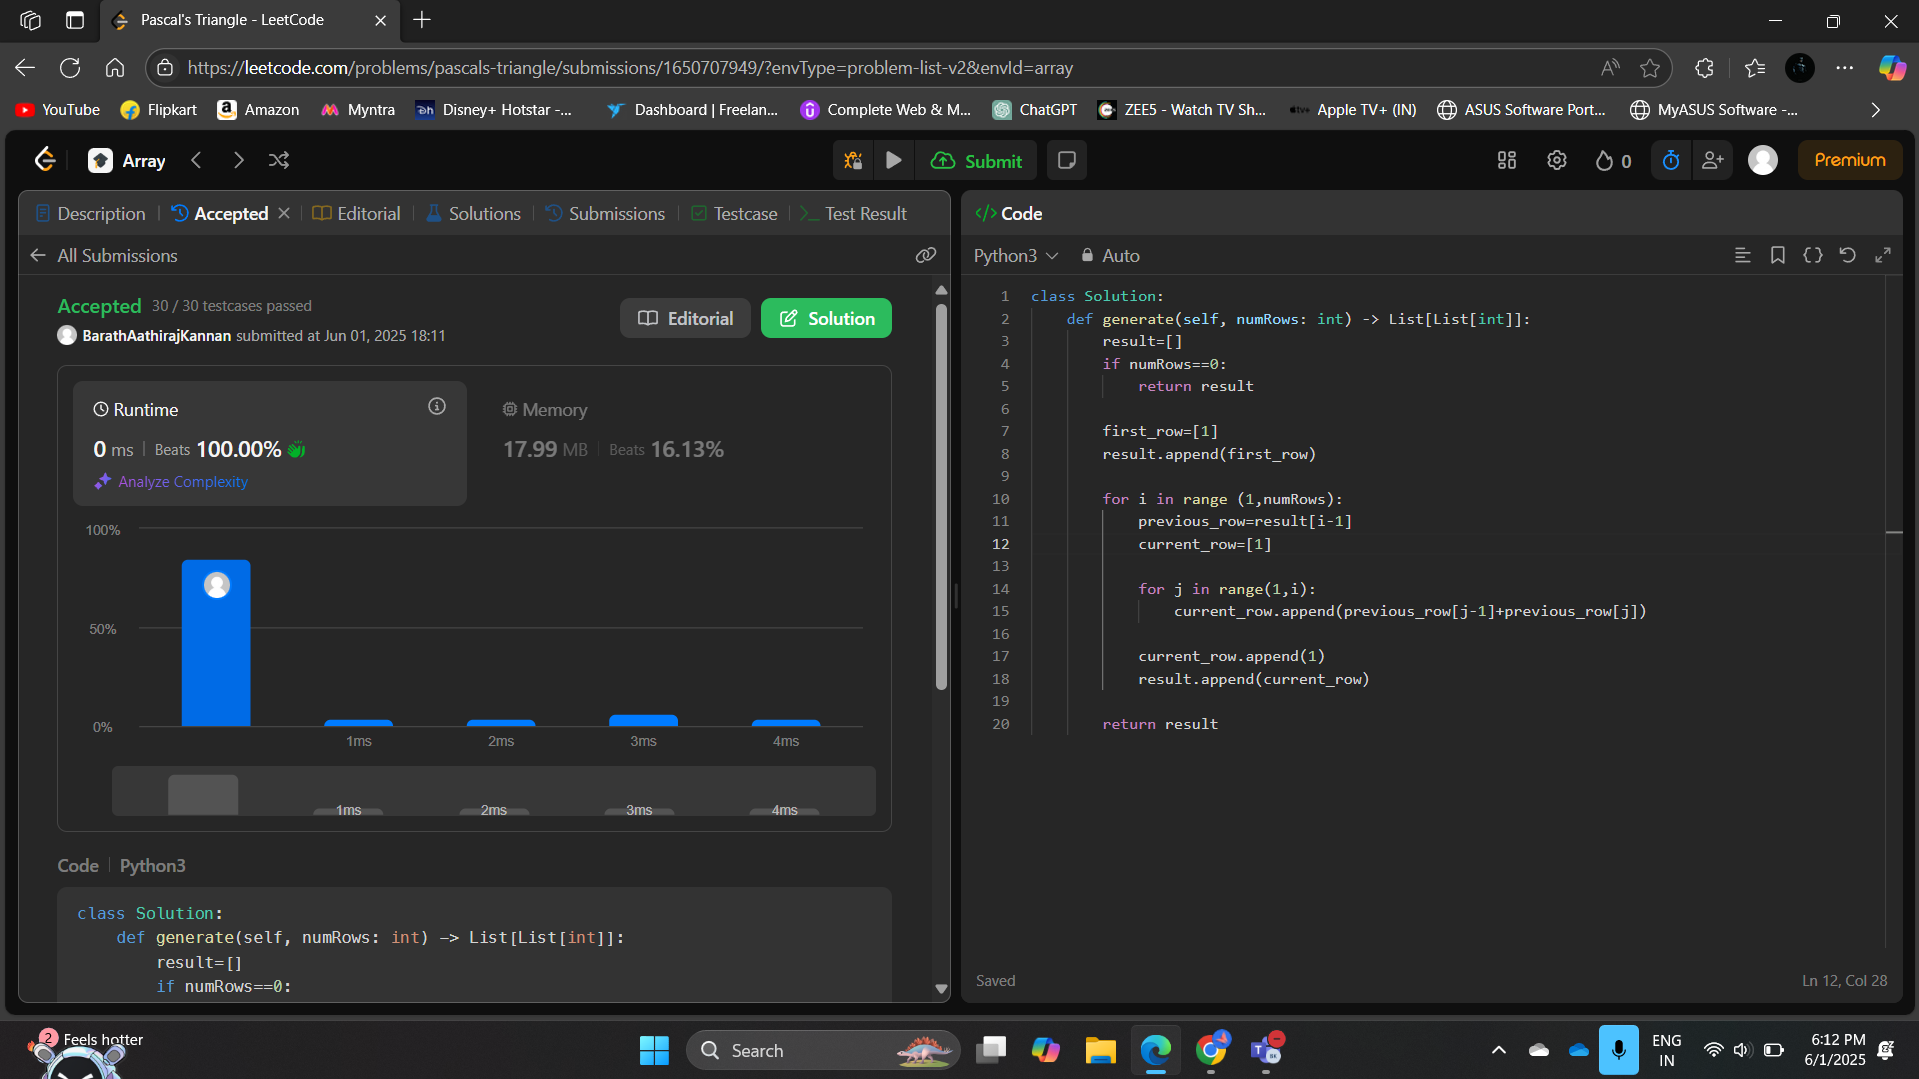 Pascal's Triangle - LeetCode
https://leetcode.com/problems/pascals-triangle/submissions/1650707949/?envType=problem-list-v2&envId=array
YouTube Flipkart Amazon Myntra Disney+ Hotstar -... Dashboard | Freelan... Complete Web & M... ChatGPT ZEE5 - Watch TV Sh... Apple TV+ (IN) ASUS Software Port... MyASUS Software -...
Array Submit 0 Premium
Description Accepted Editorial Solutions Submissions Testcase Test Result
All Submissions
Accepted 30 / 30 testcases passed
BarathAathirajKannan submitted at Jun 01, 2025 18:11
Editorial
Solution
Runtime
0 ms Beats 100.00%
Analyze Complexity
Memory
17.99 MB Beats 16.13%
100%
50%
0%
1ms 2ms 3ms 4ms
1ms 2ms 3ms 4ms
Code Python3
class Solution:
def generate(self, numRows: int) -> List[List[int]]:
result=[]
if numRows==0:
</> Code
Python3 Auto
1 class Solution:
2 def generate(self, numRows: int) -> List[List[int]]:
3 result=[]
4 if numRows==0:
5 return result
6
7 first_row=[1]
8 result.append(first_row)
9
10 for i in range (1,numRows):
11 previous_row=result[i-1]
12 current_row=[1]
13
14 for j in range(1,i):
15 current_row.append(previous_row[j-1]+previous_row[j])
16
17 current_row.append(1)
18 result.append(current_row)
19
20 return result
Saved Ln 12, Col 28
2 Feels hotter
Search
ENG
IN
6:12 PM
6/1/2025